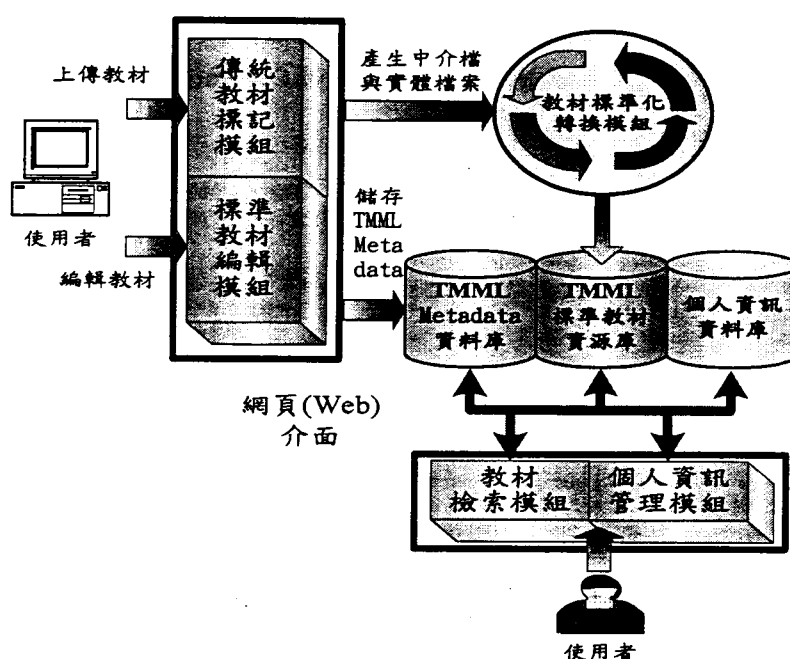 上傳教材
使用者
編輯教材
傳統
教材
標記
模組
標準
教材
編輯
模組
產生中介檔
與實體檔案
教材標準化
轉換模組
儲存
TMML
Meta
data
TMML
Metadata
資料庫
TMML
標準教材
資源庫
個人資訊
資料庫
網頁(Web)
介面
教材
檢索模組
個人資訊
管理模組
使用者